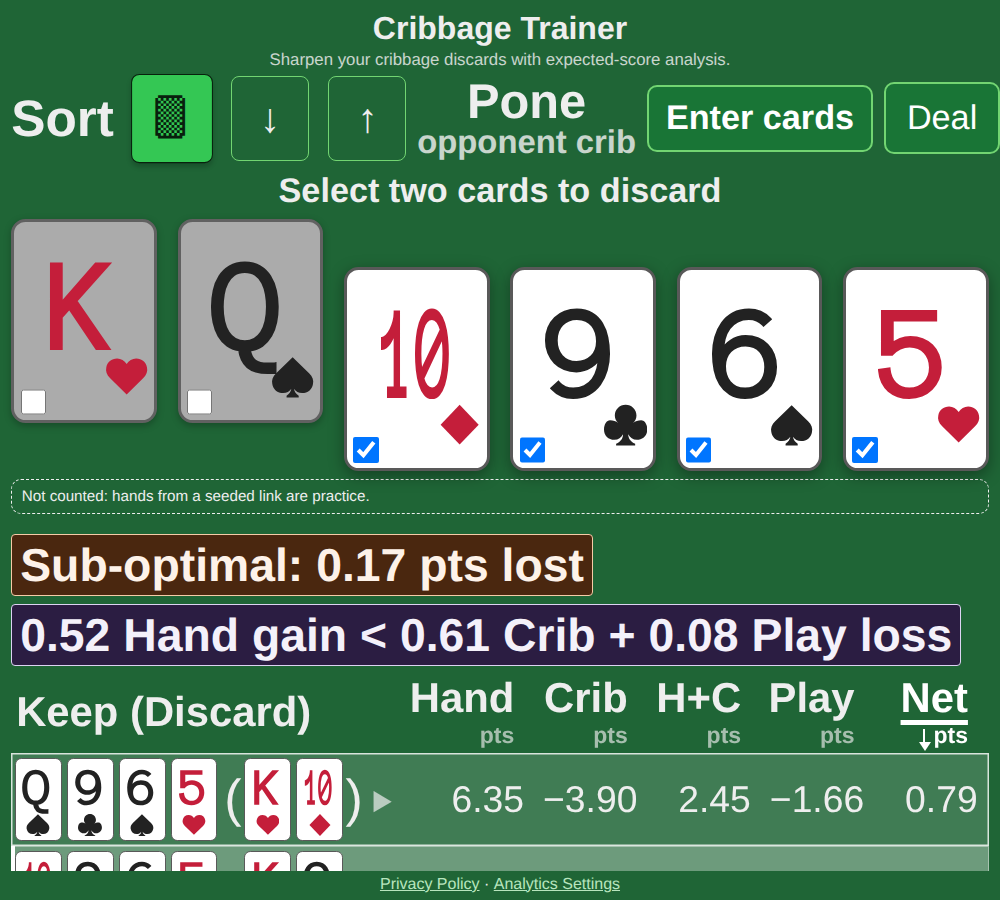 Cribbage Trainer
Sharpen your cribbage discards with expected-score analysis.
Sort ↓ ↑ Pone opponent crib Enter cards Deal
Select two cards to discard
K♥ Q♠ 10♦ 9♣ 6♠ 5♥
Not counted: hands from a seeded link are practice.
Sub-optimal: 0.17 pts lost
0.52 Hand gain < 0.61 Crib + 0.08 Play loss
Keep (Discard) Hand Crib H+C Play Net
pts pts pts pts ↓pts
Q♠ 9♣ 6♠ 5♥ (K♥ 10♦) ▶ 6.35 −3.90 2.45 −1.66 0.79
10 9 6 5 K Q
Privacy Policy · Analytics Settings